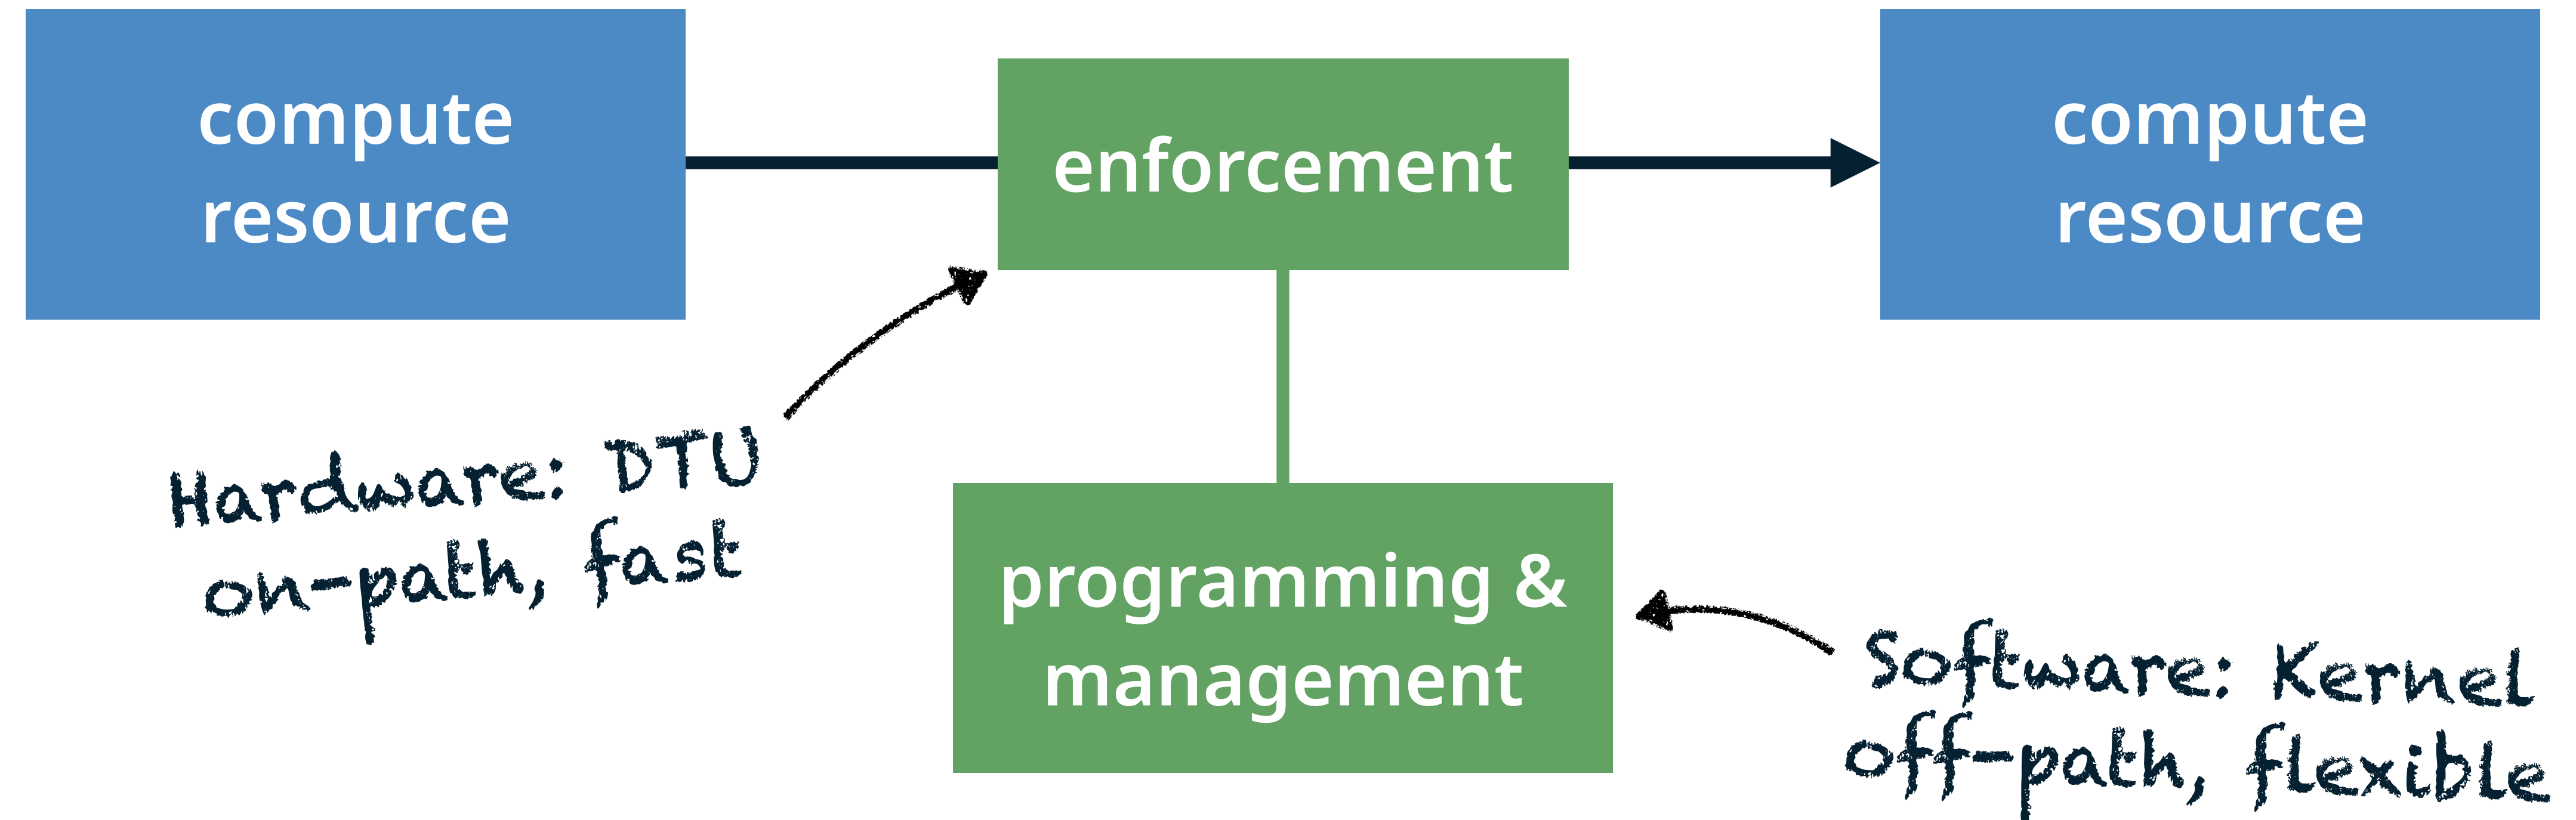 compute
resource
enforcement
compute
resource
Hardware: DTU
on-path, fast
programming &
management
Software: Kernel
off-path, flexible